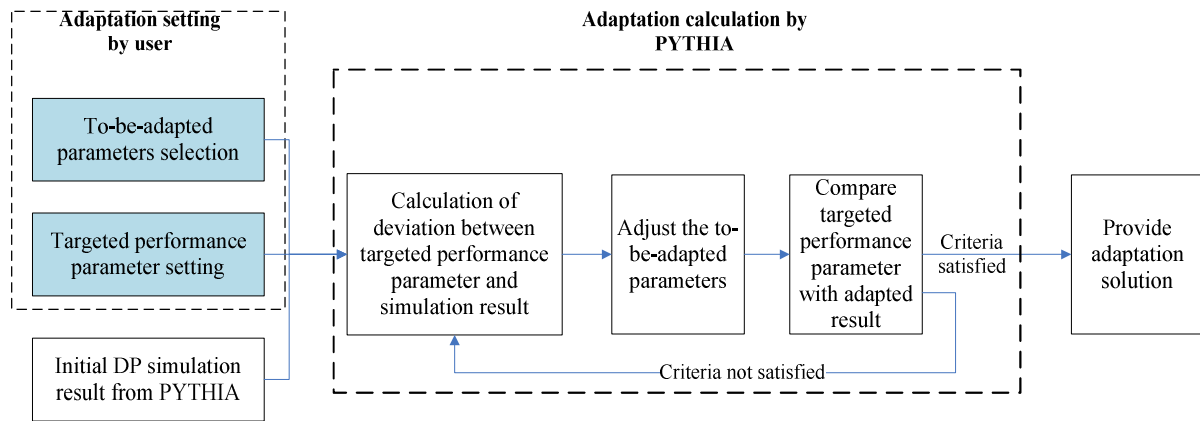 Adaptation setting
by user
Adaptation calculation by
PYTHIA
To-be-adapted
parameters selection
Targeted performance
parameter setting
Initial DP simulation
result from PYTHIA
Calculation of
deviation between
targeted performance
parameter and
simulation result
Adjust the to-
be-adapted
parameters
Compare
targeted
performance
parameter
with adapted
result
Criteria
satisfied
Criteria not satisfied
Provide
adaptation
solution